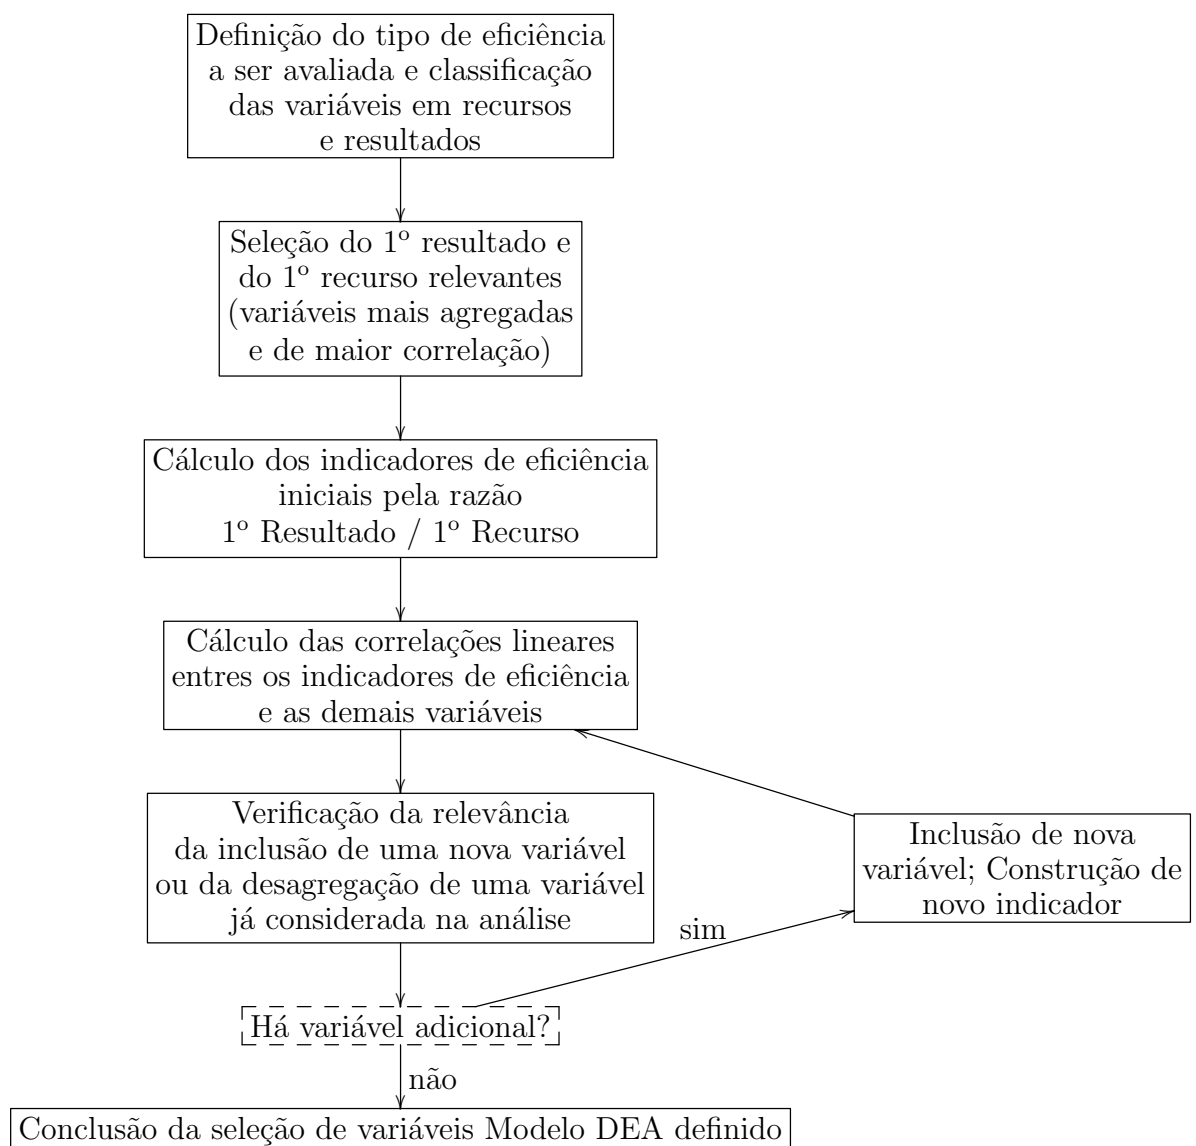 Definição do tipo de eficiência
a ser avaliada e classificação
das variáveis em recursos
e resultados
Seleção do 1º resultado e
do 1º recurso relevantes
(variáveis mais agregadas
e de maior correlação)
Cálculo dos indicadores de eficiência
iniciais pela razão
1º Resultado / 1º Recurso
Cálculo das correlações lineares
entres os indicadores de eficiência
e as demais variáveis
Verificação da relevância
da inclusão de uma nova variável
ou da desagregação de uma variável
já considerada na análise
Inclusão de nova
variável; Construção de
novo indicador
sim
Há variável adicional?
não
Conclusão da seleção de variáveis Modelo DEA definido